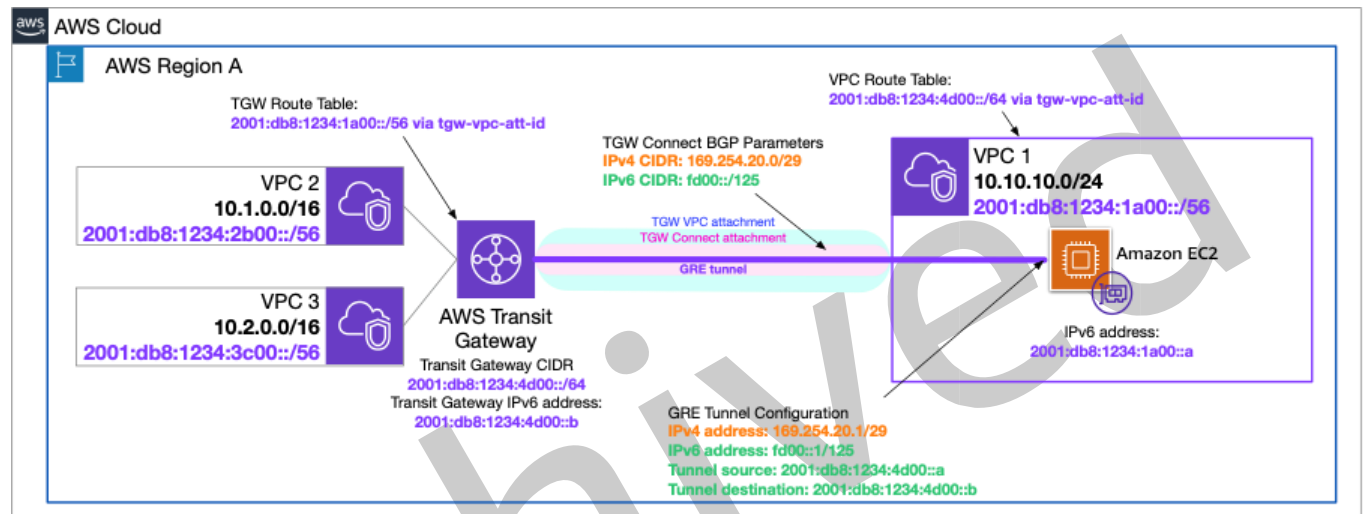 aws
AWS Cloud
AWS Region A
TGW Route Table:
2001:db8:1234:1a00::/56 via tgw-vpc-att-id
VPC Route Table:
2001:db8:1234:4d00::/64 via tgw-vpc-att-id
TGW Connect BGP Parameters
IPv4 CIDR: 169.254.20.0/29
IPv6 CIDR: fd00::/125
VPC 2
10.1.0.0/16
2001:db8:1234:2b00::/56
VPC 3
10.2.0.0/16
2001:db8:1234:3c00::/56
TGW VPC attachment
TGW Connect attachment
GRE tunnel
VPC 1
10.10.10.0/24
2001:db8:1234:1a00::/56
Amazon EC2
IPv6 address:
2001:db8:1234:1a00::a
AWS Transit
Gateway
Transit Gateway CIDR
2001:db8:1234:4d00::/64
Transit Gateway IPv6 address:
2001:db8:1234:4d00::b
GRE Tunnel Configuration
IPv4 address: 169.254.20.1/29
IPv6 address: fd00::1/125
Tunnel source: 2001:db8:1234:4d00::a
Tunnel destination: 2001:db8:1234:4d00::b
hived